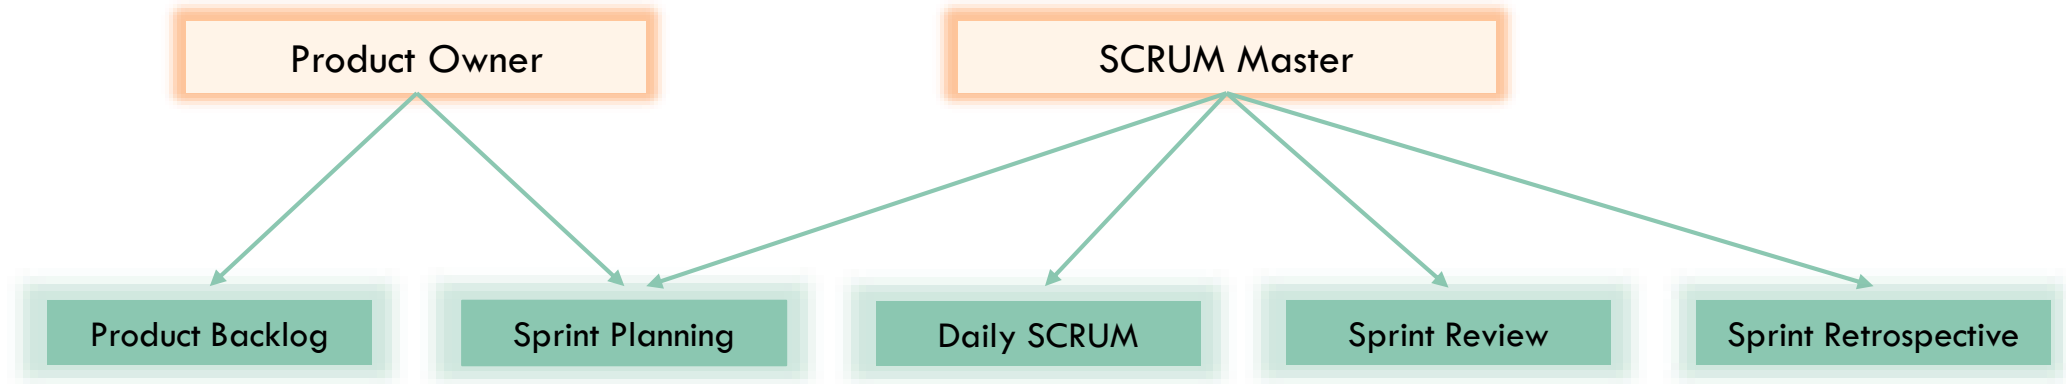 Product Owner
SCRUM Master
Product Backlog
Sprint Planning
Daily SCRUM
Sprint Review
Sprint Retrospective